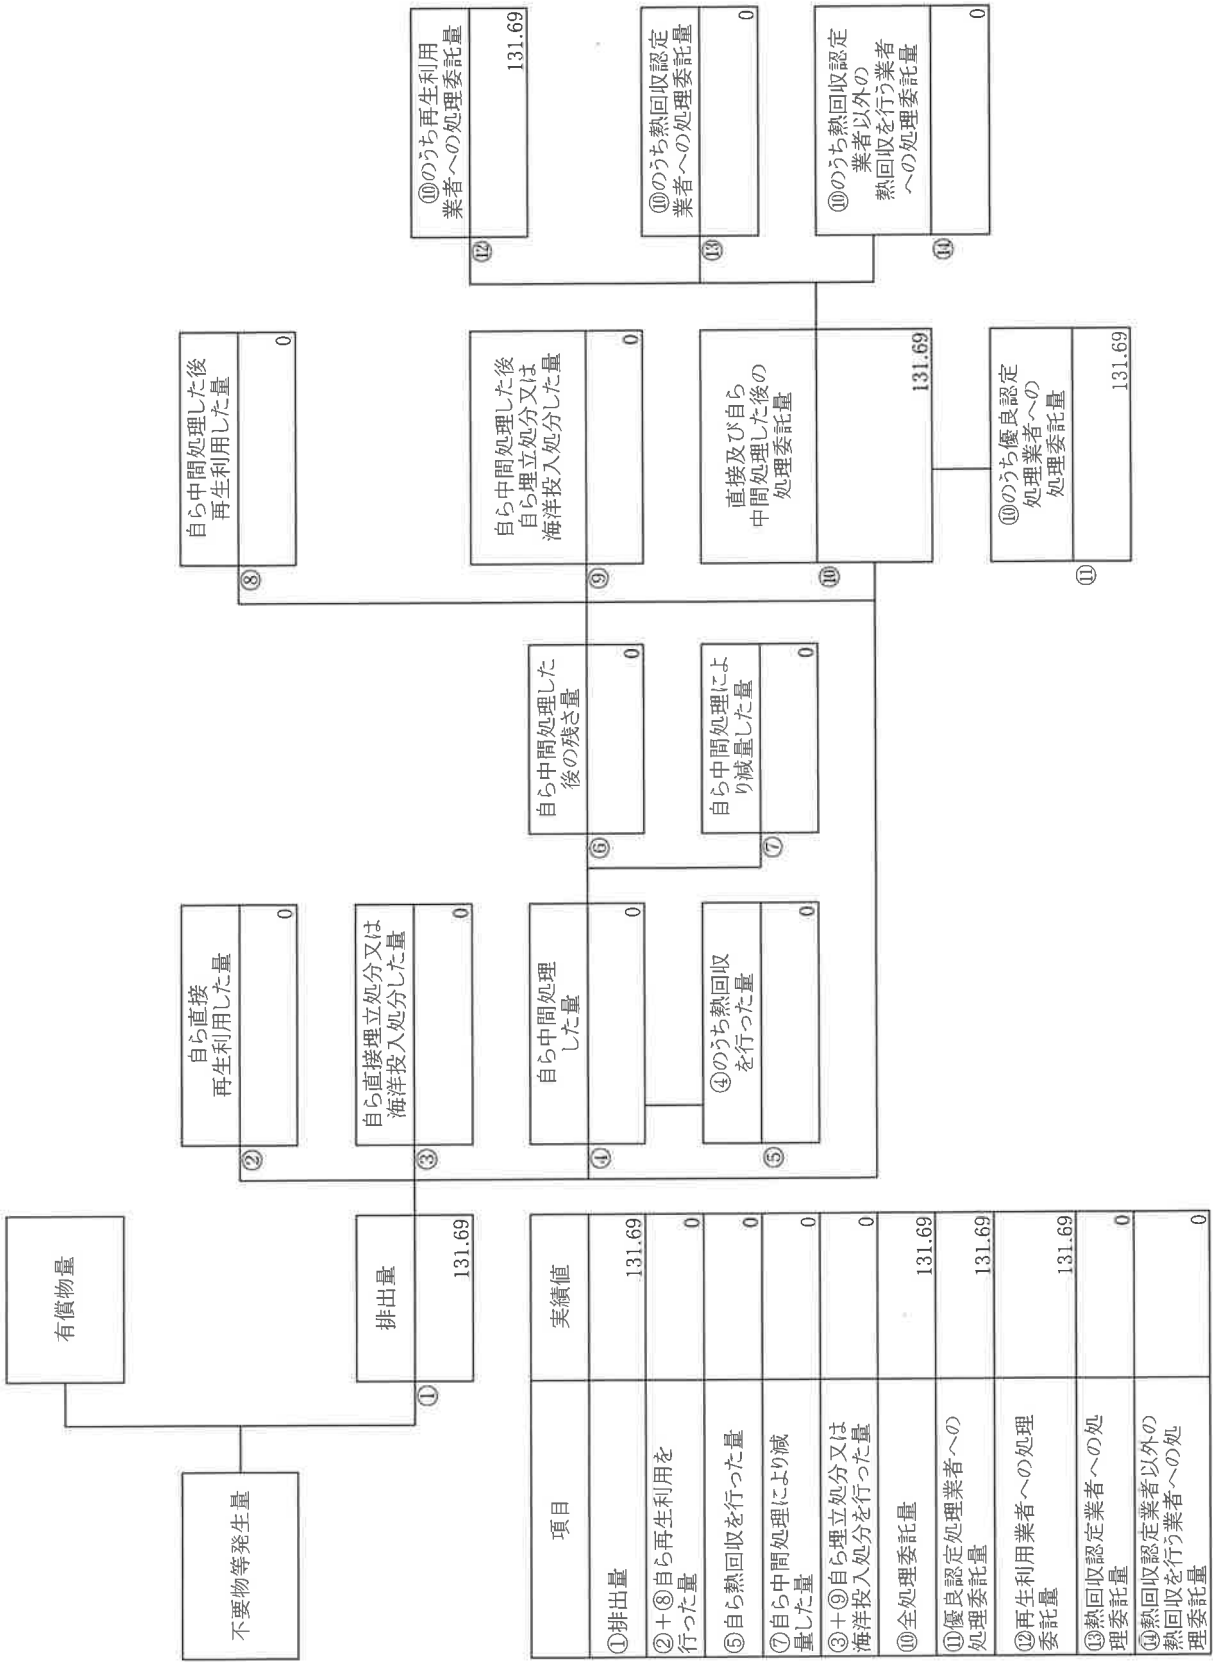 不要物等発生量
有償物量
①
排出量
131.69
②
自ら直接
再生利用した量
0
③
自ら直接埋立処分又は
海洋投入処分した量
0
④
自ら中間処理
した量
0
⑤
④のうち熱回収
を行った量
0
⑥
自ら中間処理した
後の残さ量
0
⑦
自ら中間処理によ
り減量した量
0
⑧
自ら中間処理した後
再生利用した量
0
⑨
自ら中間処理した後
自ら埋立処分又は
海洋投入処分した量
0
⑩
直接及び自ら
中間処理した後の
処理委託量
131.69
⑪
⑩のうち優良認定
処理業者への
処理委託量
131.69
⑫
⑩のうち再生利用
業者への処理委託量
131.69
⑬
⑩のうち熱回収認定
業者への処理委託量
0
⑭
⑩のうち熱回収認定
業者以外の
熱回収を行う業者
への処理委託量
0
項目
実績値
①排出量
131.69
②+⑧自ら再生利用を
行った量
0
⑤自ら熱回収を行った量
0
⑦自ら中間処理により減
量した量
0
③+⑨自ら埋立処分又は
海洋投入処分を行った量
0
⑩全処理委託量
131.69
⑪優良認定処理業者への
処理委託量
131.69
⑫再生利用業者への処理
委託量
131.69
⑬熱回収認定業者への処
理委託量
0
⑭熱回収認定業者以外の
熱回収を行う業者への処
理委託量
0